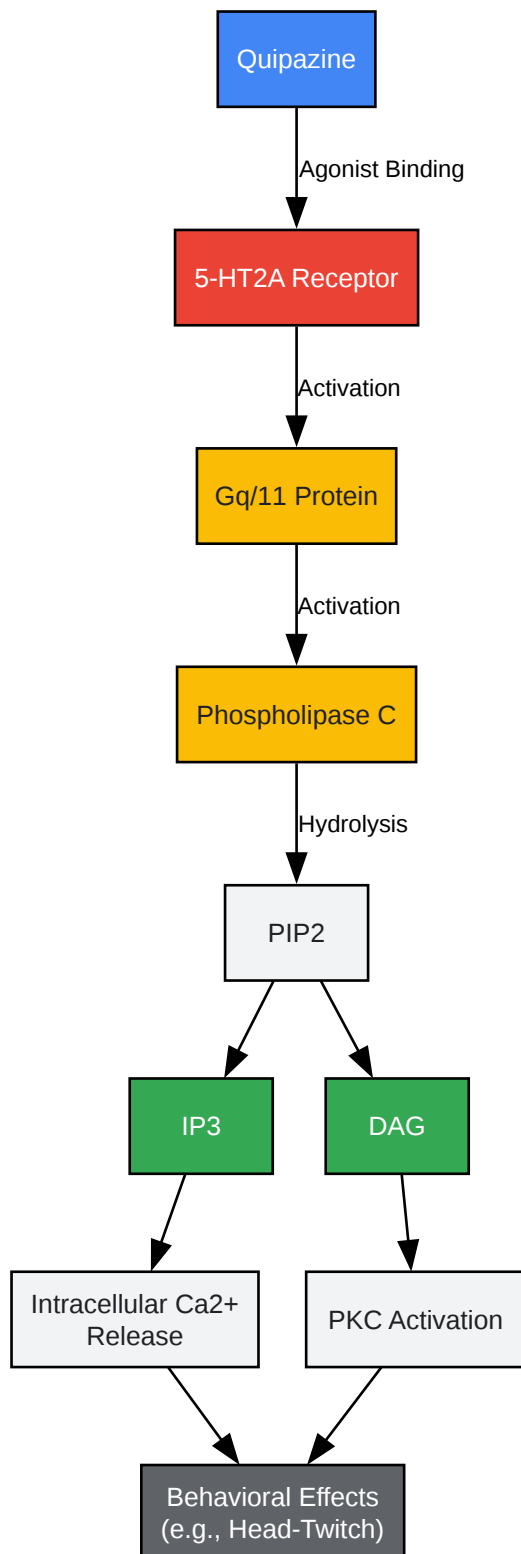 Quipazine
Agonist Binding
5-HT2A Receptor
Activation
Gq/11 Protein
Activation
Phospholipase C
Hydrolysis
PIP2
IP3
DAG
Intracellular Ca2+
Release
PKC Activation
Behavioral Effects
(e.g., Head-Twitch)